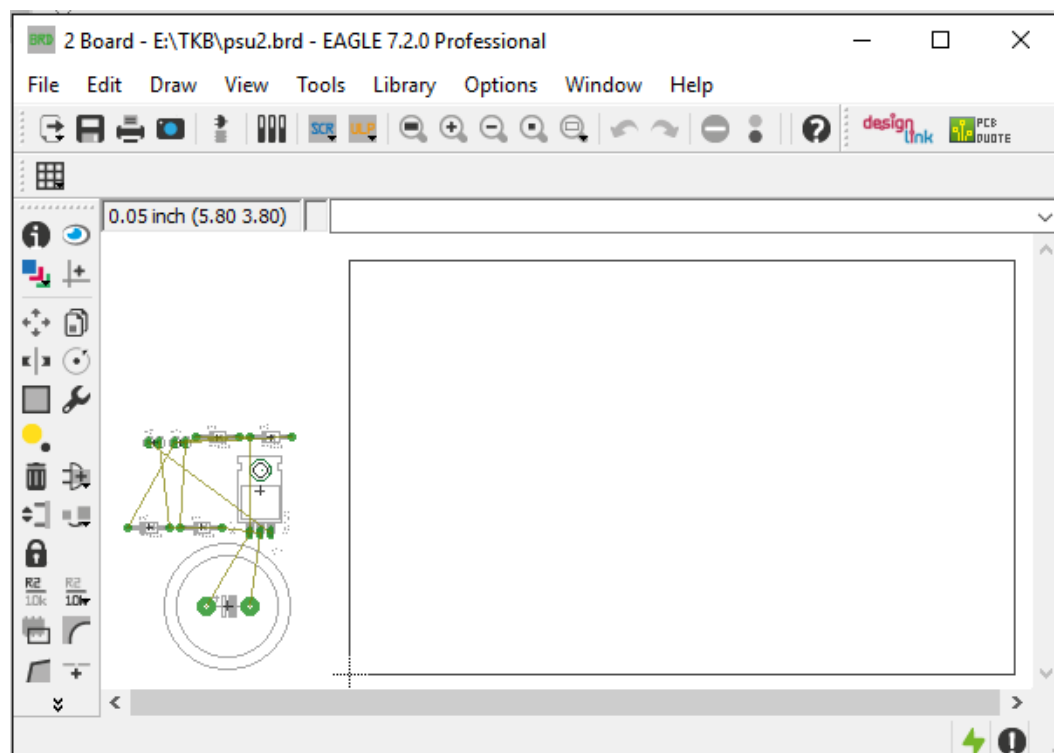 BRD 2 Board - E:\TKB\psu2.brd - EAGLE 7.2.0 Professional
File Edit Draw View Tools Library Options Window Help
SCR ULP design link PCB QUOTE
0.05 inch (5.80 3.80)
R2 R2
10k 10k